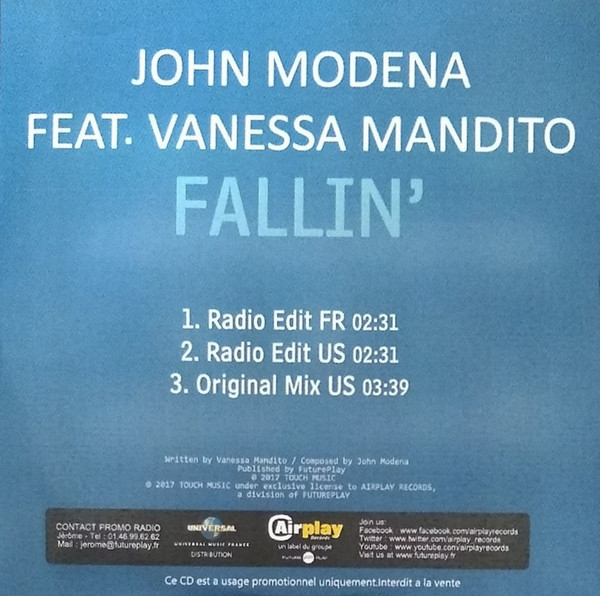 JOHN MODENA
FEAT. VANESSA MANDITO
FALLIN'
1. Radio Edit FR 02:31
2. Radio Edit US 02:31
3. Original Mix US 03:39
Written by Vanessa Mandito / Composed by John Modena
Published by FuturePlay
© 2017 TOUCH MUSIC
© 2017 TOUCH MUSIC under exclusive license to AIRPLAY RECORDS,
a division of FUTUREPLAY
CONTACT PROMO RADIO
Jérôme - Tel : 01.46.99.62.62
Mail : jerome@futureplay.fr
UNIVERSAL
UNIVERSAL MUSIC FRANCE
DISTRIBUTION
Airplay
Records
un label du groupe
FUTURE PLAY
Join us:
Facebook : www.facebook.com/airplayrecords
Twitter : www.twitter.com/airplay_records
Youtube : www.youtube.com/airplayrecords
Visit us at www.futureplay.fr
Ce CD est a usage promotionnel uniquement.Interdit a la vente